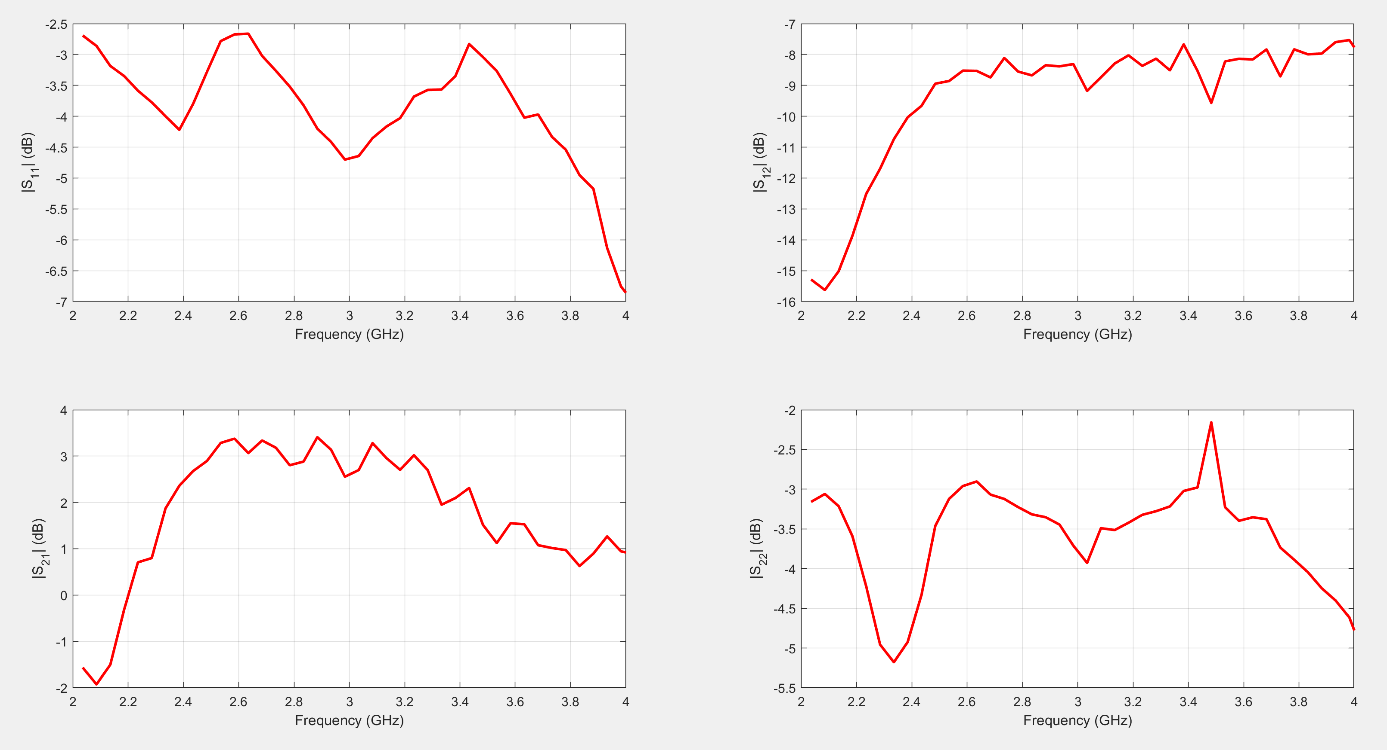 -2.5
-3
-3.5
-4
-4.5
-5
-5.5
-6
-6.5
-7
|S11| (dB)
2 2.2 2.4 2.6 2.8 3 3.2 3.4 3.6 3.8 4
Frequency (GHz)
-7
-8
-9
-10
-11
-12
-13
-14
-15
-16
|S12| (dB)
2 2.2 2.4 2.6 2.8 3 3.2 3.4 3.6 3.8 4
Frequency (GHz)
4
3
2
1
0
-1
-2
|S21| (dB)
2 2.2 2.4 2.6 2.8 3 3.2 3.4 3.6 3.8 4
Frequency (GHz)
-2
-2.5
-3
-3.5
-4
-4.5
-5
-5.5
|S22| (dB)
2 2.2 2.4 2.6 2.8 3 3.2 3.4 3.6 3.8 4
Frequency (GHz)